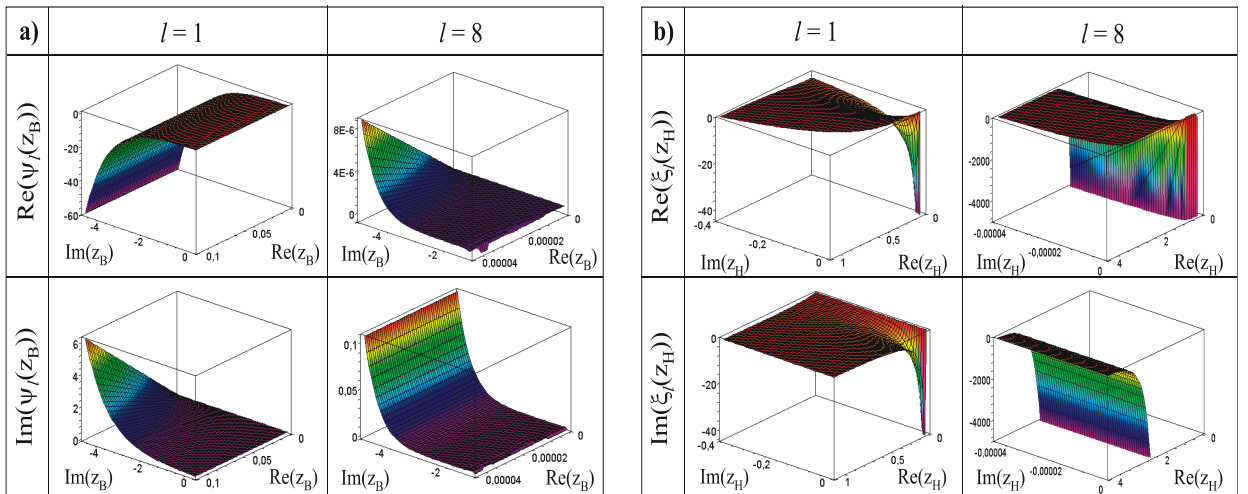 a) l = 1 l = 8
Re(ψl(zB))
0
-20
-40
-60
-4
-2
0
Im(zB)
0,1
0,05
0
Re(zB)
8E-6
4E-6
0
-4
-2
Im(zB)
0,00004
0,00002
0
Re(zB)
Im(ψl(zB))
6
4
2
0
-4
-2
0
Im(zB)
0,1
0,05
0
Re(zB)
0,1
0,05
0
-4
-2
Im(zB)
0,00004
0,00002
0
Re(zB)
b) l = 1 l = 8
Re(ξl(zH))
0
-20
-40
-0,4
-0,2
0
Im(zH)
1
0,5
0
Re(zH)
0
-2000
-4000
-0,00004
-0,00002
0
Im(zH)
4
2
0
Re(zH)
Im(ξl(zH))
0
-20
-40
-0,4
-0,2
0
Im(zH)
1
0,5
0
Re(zH)
0
-2000
-4000
-0,00004
-0,00002
0
Im(zH)
4
2
0
Re(zH)